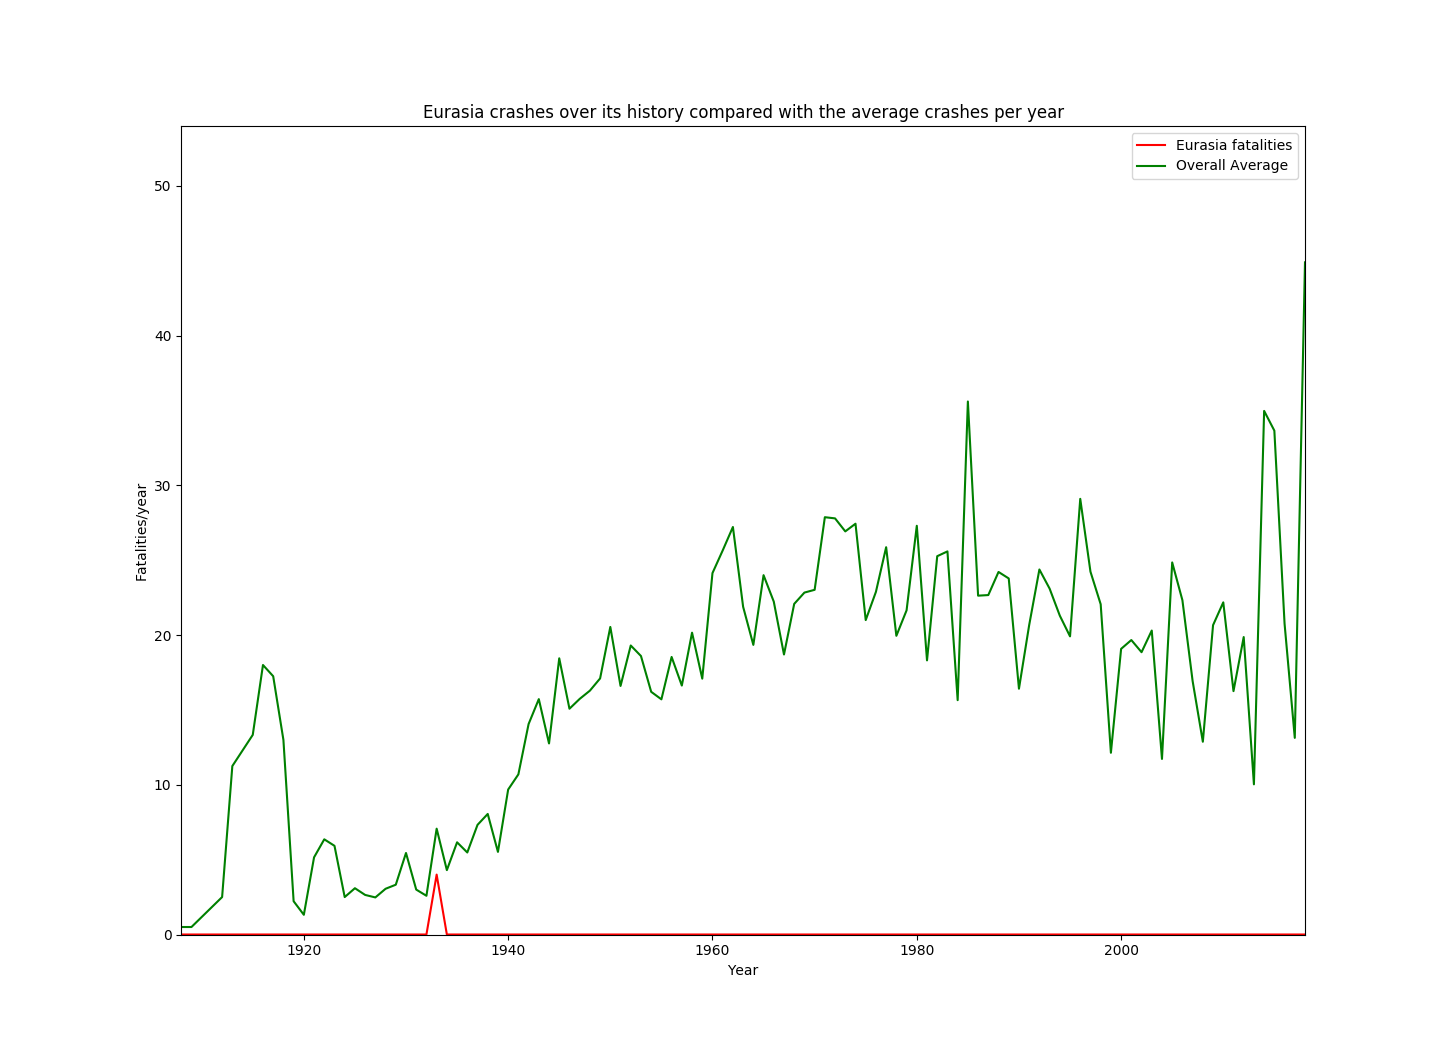 Eurasia crashes over its history compared with the average crashes per year
Eurasia fatalities
Overall Average
50
40
30
20
10
0
Fatalities/year
1920 1940 1960 1980 2000
Year